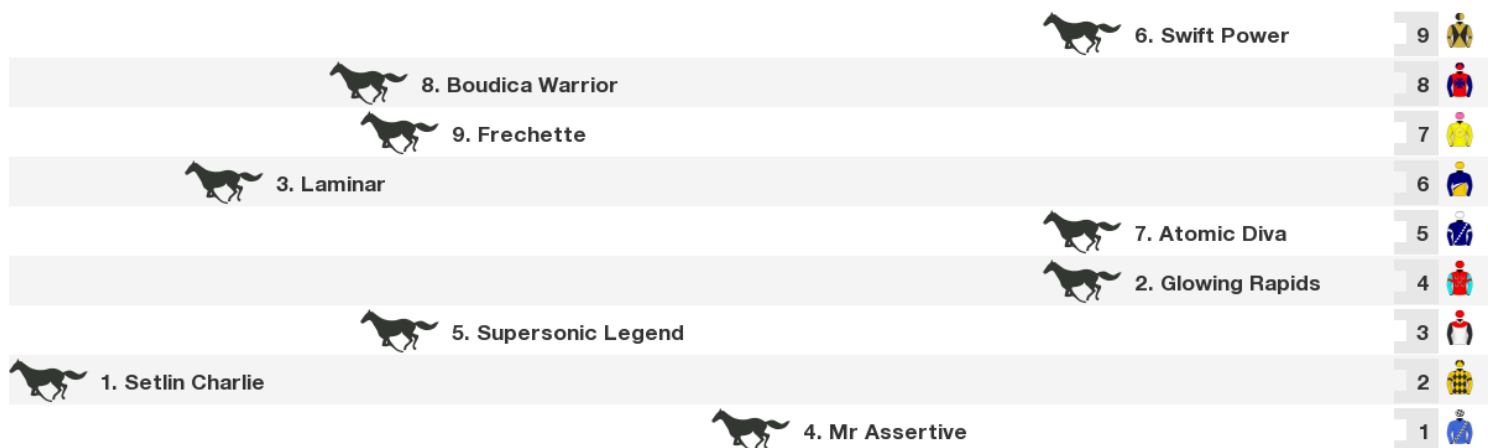 6. Swift Power 9
8. Boudica Warrior 8
9. Frechette 7
3. Laminar 6
7. Atomic Diva 5
2. Glowing Rapids 4
5. Supersonic Legend 3
1. Setlin Charlie 2
4. Mr Assertive 1